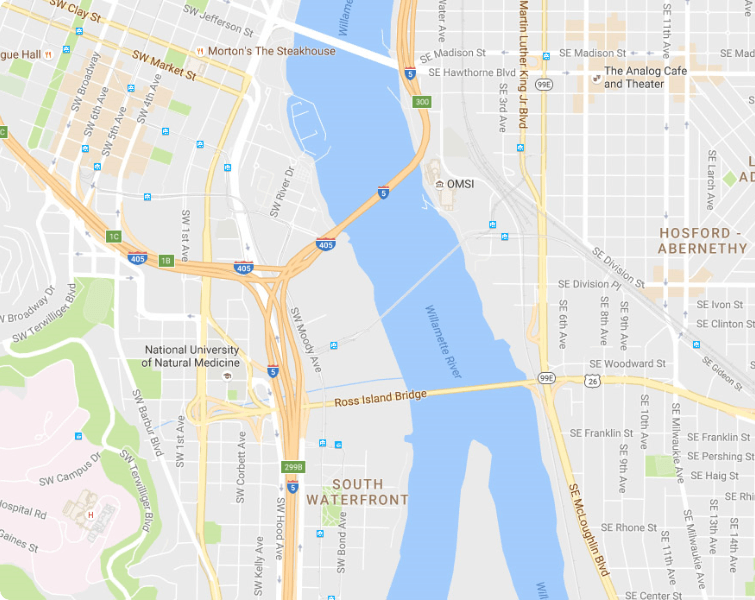 SW Clay St
SW Jefferson St
Willame
Water Ave
Martin Luther King Jr Blvd
SE 11th Ave
gue Hall
Morton's The Steakhouse
SE Madison St
SE Madison St
SW Market St
SW Broadway
SW 6th Ave
SW 5th Ave
SW 4th Ave
5
SE Hawthorne Blvd
The Analog Cafe
and Theater
99E
SE 3rd Ave
300
C
SE Larch Ave
L
AD
SW River Dr
5
OMSI
SW 1st Ave
1C
405
1B
405
405
HOSFORD -
ABERNETHY
SE Division St
SE Division Pl
SW Broadway Dr
SW Terwilliger Blvd
SW Moody Ave
Willamette River
SE 6th Ave
SE 8th Ave
SE 9th Ave
SE Ivon St
SE Clinton St
SE Gideon St
National University
of Natural Medicine
5
SE Woodward St
99E
26
Ross Island Bridge
SW Barbur Blvd
SW 1st Ave
SW Corbett Ave
SE 10th Ave
SE Milwaukie Ave
SE Franklin St
SE Franklin St
SE 9th Ave
SE Pershing St
SE Haig St
SW Campus Dr
SW Terwilliger Blvd
299B
5
SOUTH
WATERFRONT
SE McLoughlin Blvd
SE Rhi
Hospital Rd
H
Gaines St
SW Hood Ave
SW Bond Ave
SW Kelly Ave
SE Rhone St
SE 11th Ave
SE Milwaukie Ave
SE 13th Ave
SE 14th Ave
SE Center St
Will